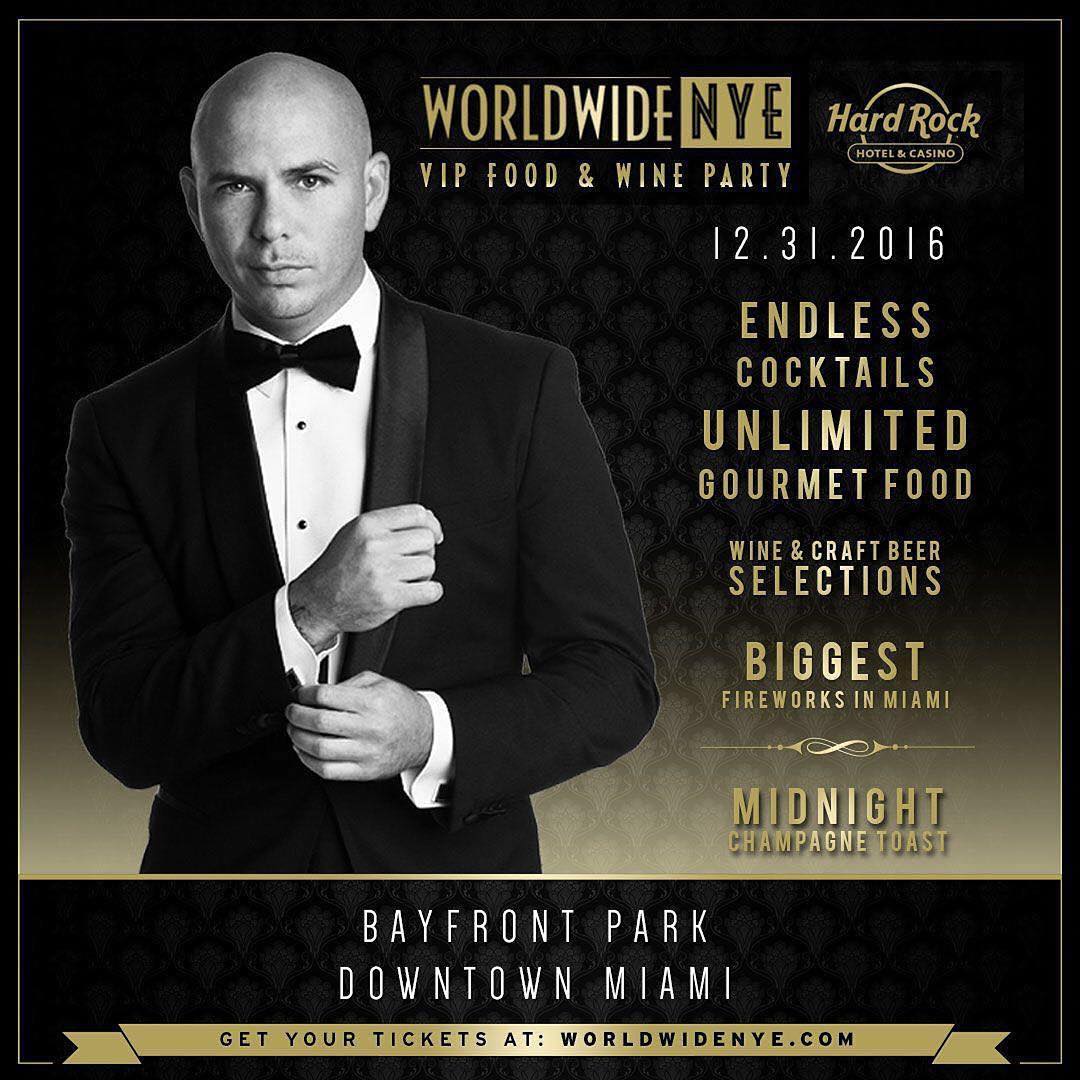 WORLDWIDE NYE
VIP FOOD & WINE PARTY
Hard Rock
HOTEL & CASINO
12.31.2016
ENDLESS
COCKTAILS
UNLIMITED
GOURMET FOOD
WINE & CRAFT BEER
SELECTIONS
BIGGEST
FIREWORKS IN MIAMI
MIDNIGHT
CHAMPAGNE TOAST
BAYFRONT PARK
DOWNTOWN MIAMI
GET YOUR TICKETS AT: WORLDWIDENYE.COM